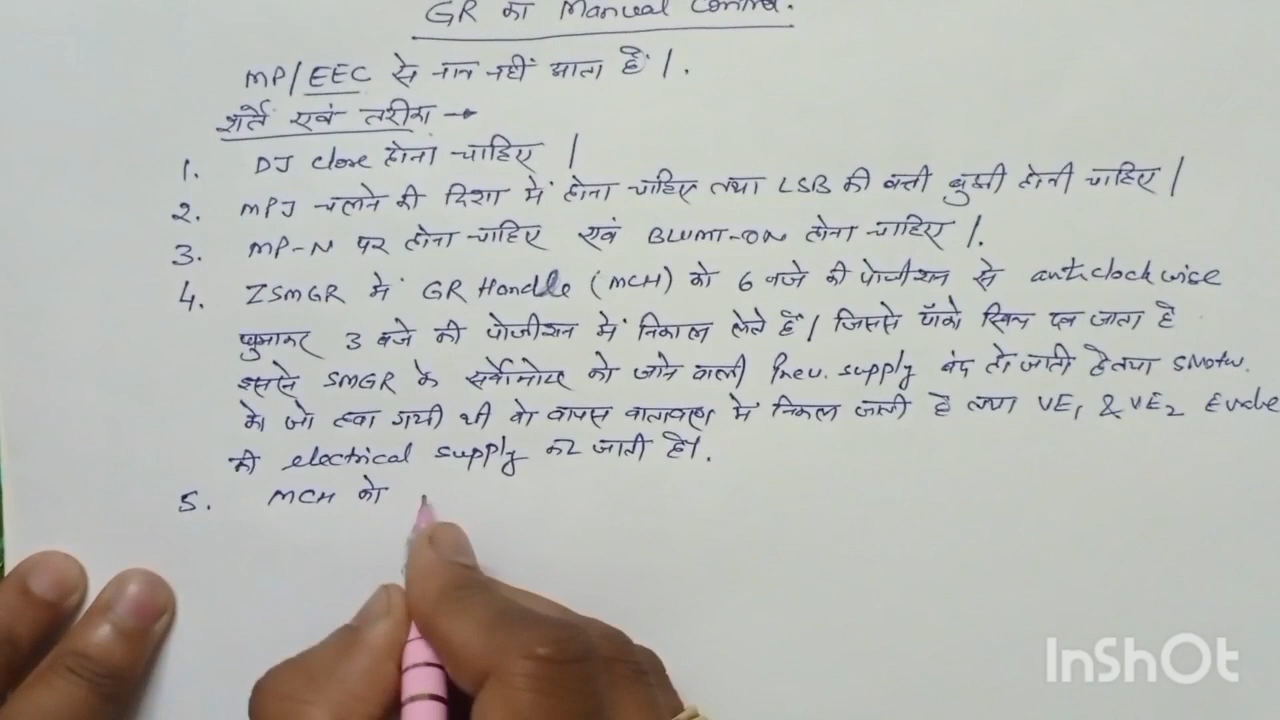 GR का Manual Control.
MP/EEC से नाच नहीं आता है।.
शर्ते एवं तरीका →
1. DJ close होना चाहिए।
2. MPJ चलने की दिशा में होना चाहिए तथा LSB की बत्ती बुझी होनी चाहिए।
3. MP-N पर होना चाहिए एवं BLUMT-ON होना चाहिए।.
4. ZSMGR में GR Handle (MCH) को 6 बजे की पोजीशन से anticlockwise
घुमाकर 3 बजे की पोजीशन में निकाल लेते हैं। जिससे स्विच जाता है
इससे SMGR के सर्वोमोटर को जाने वाली Pneu. supply बंद हो जाती है तथा
को जो हवा गयी थी वो वापस वातावरण में निकल जाती है तथा VE1 & VE2
की electrical supply कट जाती है।.
5. MCH को
InShOt